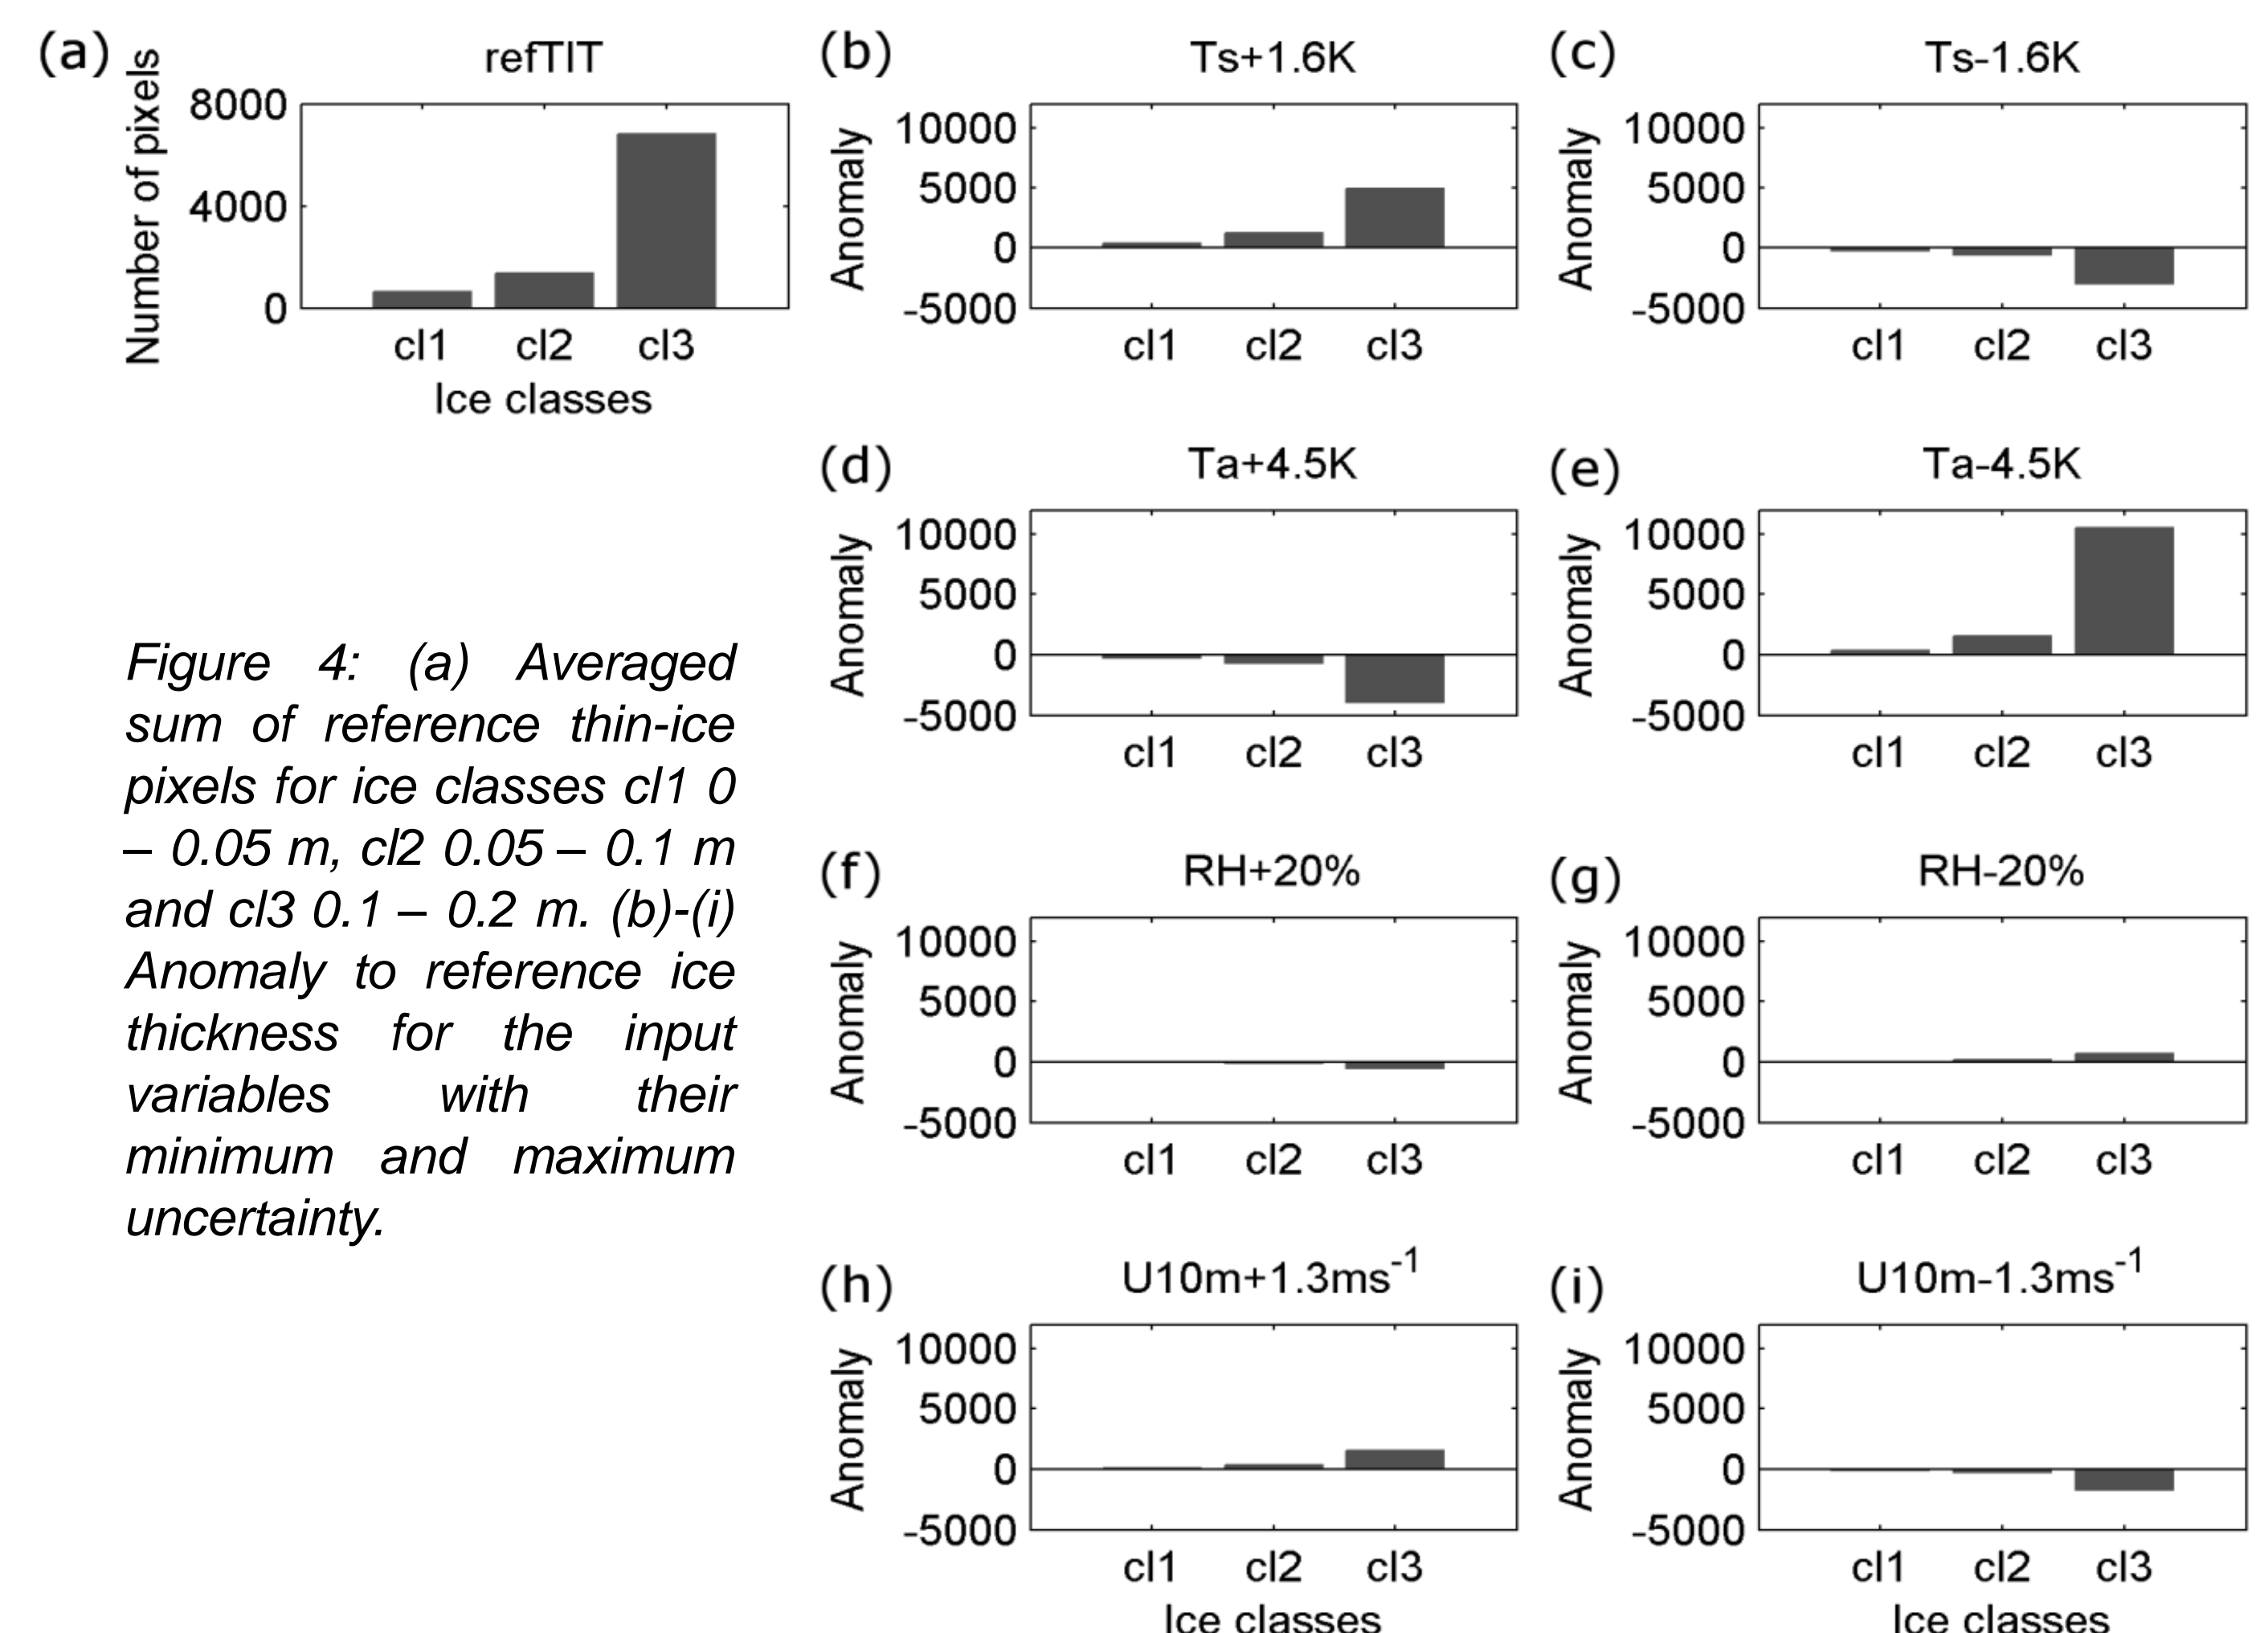 (a)
refTIT
Number of pixels
8000
4000
0
cl1 cl2 cl3
Ice classes
(b)
Ts+1.6K
Anomaly
10000
5000
0
-5000
cl1 cl2 cl3
(c)
Ts-1.6K
Anomaly
10000
5000
0
-5000
cl1 cl2 cl3
(d)
Ta+4.5K
Anomaly
10000
5000
0
-5000
cl1 cl2 cl3
(e)
Ta-4.5K
Anomaly
10000
5000
0
-5000
cl1 cl2 cl3
Figure 4: (a) Averaged
sum of reference thin-ice
pixels for ice classes cl1 0
– 0.05 m, cl2 0.05 – 0.1 m
and cl3 0.1 – 0.2 m. (b)-(i)
Anomaly to reference ice
thickness for the input
variables with their
minimum and maximum
uncertainty.
(f)
RH+20%
Anomaly
10000
5000
0
-5000
cl1 cl2 cl3
(g)
RH-20%
Anomaly
10000
5000
0
-5000
cl1 cl2 cl3
(h)
U10m+1.3ms⁻¹
Anomaly
10000
5000
0
-5000
cl1 cl2 cl3
Ice classes
(i)
U10m-1.3ms⁻¹
Anomaly
10000
5000
0
-5000
cl1 cl2 cl3
Ice classes